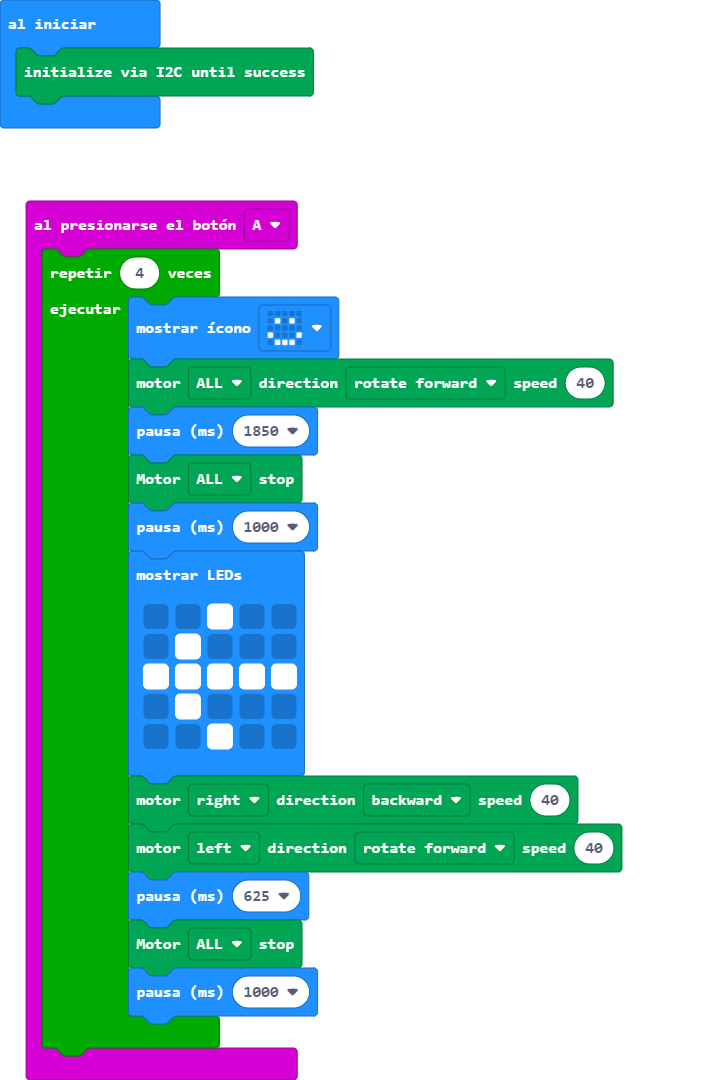 al iniciar
initialize via I2C until success
al presionarse el botón A
repetir 4 veces
ejecutar
mostrar ícono
motor ALL direction rotate forward speed 40
pausa (ms) 1850
Motor ALL stop
pausa (ms) 1000
mostrar LEDs
motor right direction backward speed 40
motor left direction rotate forward speed 40
pausa (ms) 625
Motor ALL stop
pausa (ms) 1000